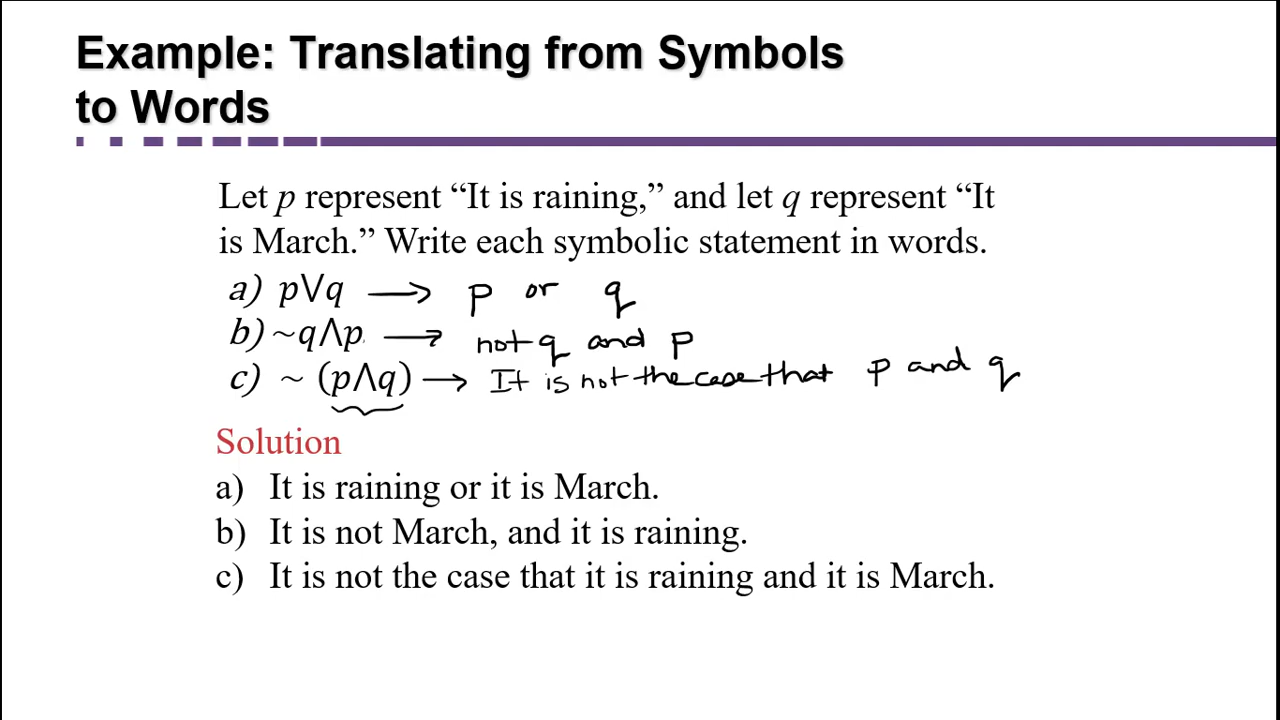 Example: Translating from Symbols
to Words
Let p represent “It is raining,” and let q represent “It
is March.” Write each symbolic statement in words.
a) p⋁q → p or q
b) ~q⋀p → not q and p
c) ~ (p⋀q) → It is not the case that p and q
Solution
a) It is raining or it is March.
b) It is not March, and it is raining.
c) It is not the case that it is raining and it is March.